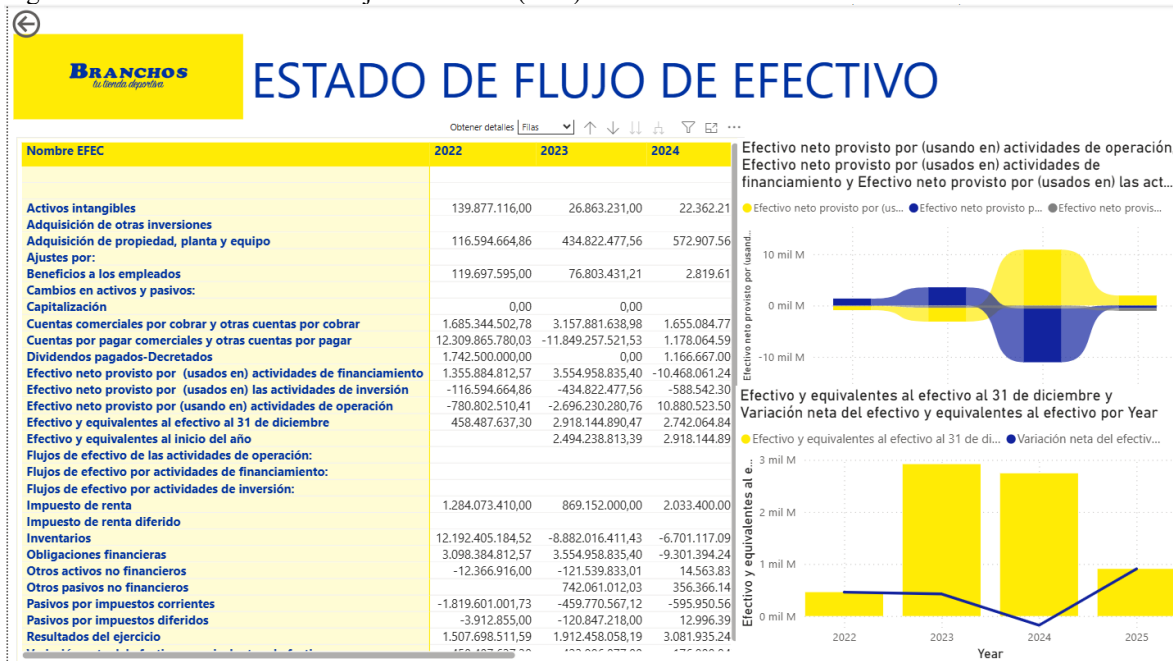 BRANCHOS
tu tienda deportiva
ESTADO DE FLUJO DE EFECTIVO
Obtener detalles Filas
Nombre EFEC 2022 2023 2024
Activos intangibles 139.877.116,00 26.863.231,00 22.362.21
Adquisición de otras inversiones
Adquisición de propiedad, planta y equipo 116.594.664,86 434.822.477,56 572.907.56
Ajustes por:
Beneficios a los empleados 119.697.595,00 76.803.431,21 2.819.61
Cambios en activos y pasivos:
Capitalización 0,00 0,00
Cuentas comerciales por cobrar y otras cuentas por cobrar 1.685.344.502,78 3.157.881.638,98 1.655.084.77
Cuentas por pagar comerciales y otras cuentas por pagar 12.309.865.780,03 -11.849.257.521,53 1.178.064.59
Dividendos pagados-Decretados 1.742.500.000,00 0,00 1.166.667.00
Efectivo neto provisto por (usados en) actividades de financiamiento 1.355.884.812,57 3.554.958.835,40 -10.468.061.24
Efectivo neto provisto por (usados en) las actividades de inversión -116.594.664,86 -434.822.477,56 -588.542.30
Efectivo neto provisto por (usando en) actividades de operación -780.802.510,41 -2.696.230.280,76 10.880.523.50
Efectivo y equivalentes al efectivo al 31 de diciembre 458.487.637,30 2.918.144.890,47 2.742.064.84
Efectivo y equivalentes al inicio del año 2.494.238.813,39 2.918.144.89
Flujos de efectivo de las actividades de operación:
Flujos de efectivo por actividades de financiamiento:
Flujos de efectivo por actividades de inversión:
Impuesto de renta 1.284.073.410,00 869.152.000,00 2.033.400.00
Impuesto de renta diferido
Inventarios 12.192.405.184,52 -8.882.016.411,43 -6.701.117.09
Obligaciones financieras 3.098.384.812,57 3.554.958.835,40 -9.301.394.24
Otros activos no financieros -12.366.916,00 -121.539.833,01 14.563.83
Otros pasivos no financieros 742.061.012,03 356.366.14
Pasivos por impuestos corrientes -1.819.601.001,73 -459.770.567,12 -595.950.56
Pasivos por impuestos diferidos -3.912.855,00 -120.847.218,00 12.996.39
Resultados del ejercicio 1.507.698.511,59 1.912.458.058,19 3.081.935.24
Efectivo neto provisto por (usando en) actividades de operación,
Efectivo neto provisto por (usados en) actividades de
financiamiento y Efectivo neto provisto por (usados en) las act...
Efectivo neto provisto por (us... Efectivo neto provisto p... Efectivo neto provis...
Efectivo neto provisto por (usand...
10 mil M
0 mil M
-10 mil M
Efectivo y equivalentes al efectivo al 31 de diciembre y
Variación neta del efectivo y equivalentes al efectivo por Year
Efectivo y equivalentes al efectivo al 31 de di... Variación neta del efectiv...
Efectivo y equivalentes al e...
3 mil M
2 mil M
1 mil M
0 mil M
2022 2023 2024 2025
Year